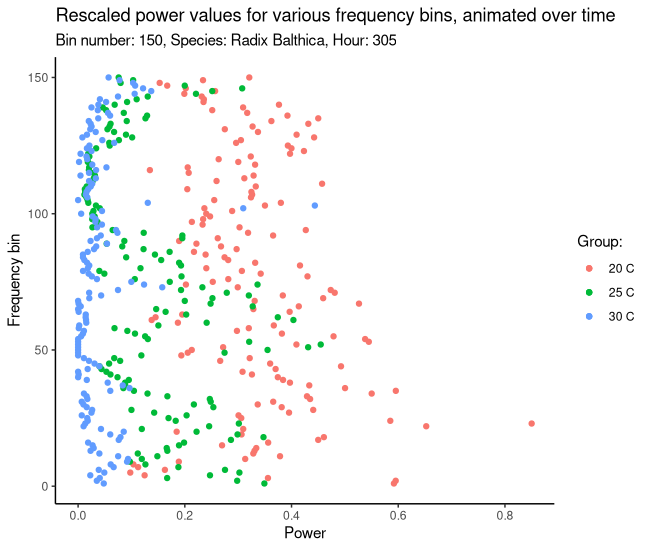 Rescaled power values for various frequency bins, animated over time
Bin number: 150, Species: Radix Balthica, Hour: 305
150
100
50
0
Frequency bin
0.0 0.2 0.4 0.6 0.8
Power
Group:
20 C
25 C
30 C